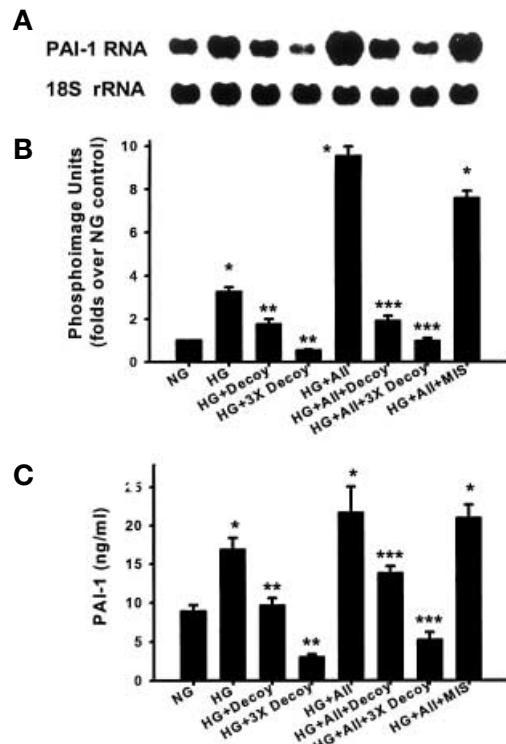 A
PAI-1 RNA
18S rRNA
B
Phosphoimage Units
(folds over NG control)
10
8
6
4
2
0
*
**
**
*
***
***
*
NG
HG
HG+Decoy
HG+3X Decoy
HG+AII
HG+AII+Decoy
HG+AII+3X Decoy
HG+AII+MIS
C
PAI-1 (ng/ml)
20
15
10
5
0
*
**
**
*
***
***
*
NG
HG
HG+Decoy
HG+3X Decoy
HG+AII
HG+AII+Decoy
HG+AII+3X Decoy
HG+AII+MIS